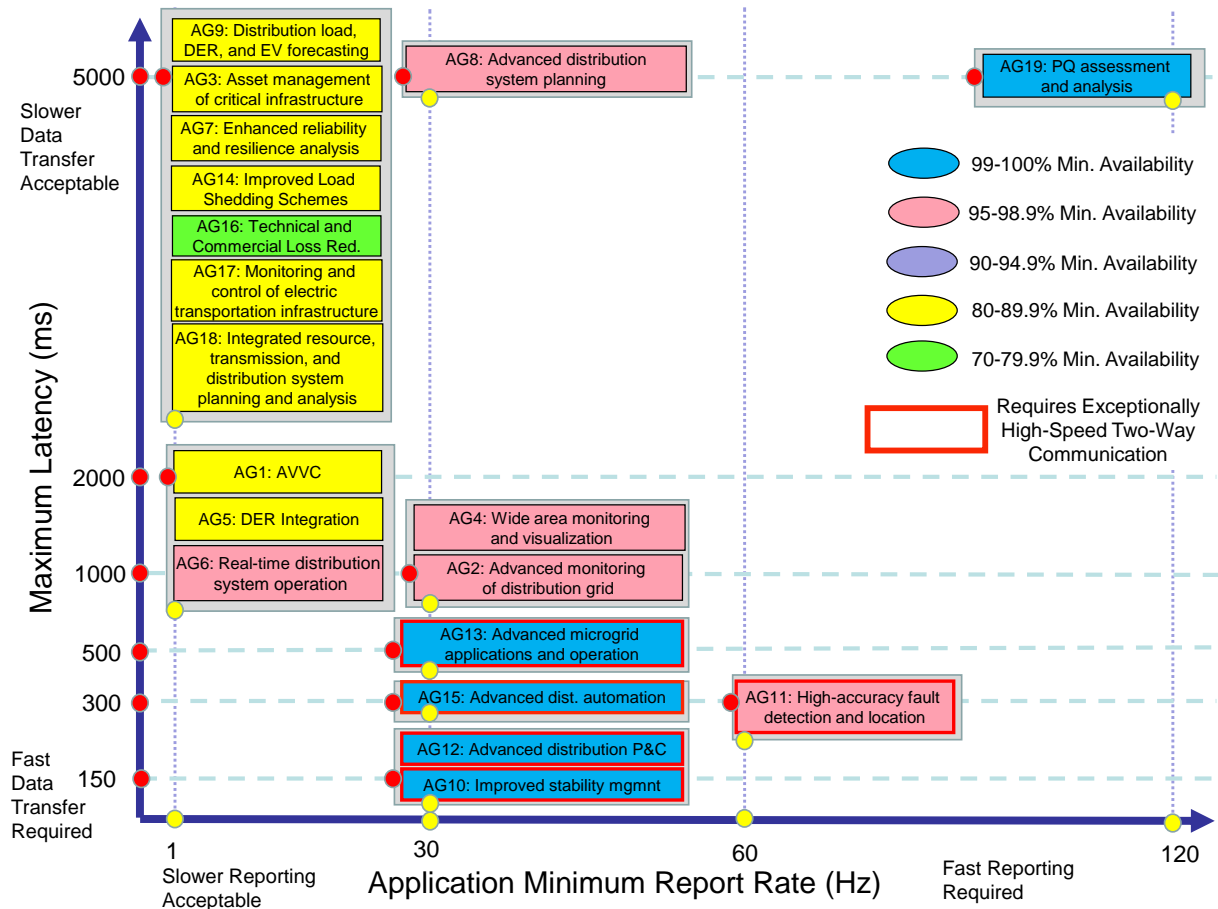 AG9: Distribution load,
DER, and EV forecasting
AG3: Asset management
of critical infrastructure
AG7: Enhanced reliability
and resilience analysis
AG14: Improved Load
Shedding Schemes
AG16: Technical and
Commercial Loss Red.
AG17: Monitoring and
control of electric
transportation infrastructure
AG18: Integrated resource,
transmission, and
distribution system
planning and analysis
AG8: Advanced distribution
system planning
AG19: PQ assessment
and analysis
5000
Slower
Data
Transfer
Acceptable
99-100% Min. Availability
95-98.9% Min. Availability
90-94.9% Min. Availability
80-89.9% Min. Availability
70-79.9% Min. Availability
Requires Exceptionally
High-Speed Two-Way
Communication
Maximum Latency (ms)
2000
AG1: AVVC
AG5: DER Integration
AG6: Real-time distribution
system operation
AG4: Wide area monitoring
and visualization
AG2: Advanced monitoring
of distribution grid
1000
AG13: Advanced microgrid
applications and operation
500
AG15: Advanced dist. automation
AG11: High-accuracy fault
detection and location
300
AG12: Advanced distribution P&C
AG10: Improved stability mgmnt
150
Fast
Data
Transfer
Required
1
30
60
120
Slower Reporting
Acceptable
Application Minimum Report Rate (Hz)
Fast Reporting
Required